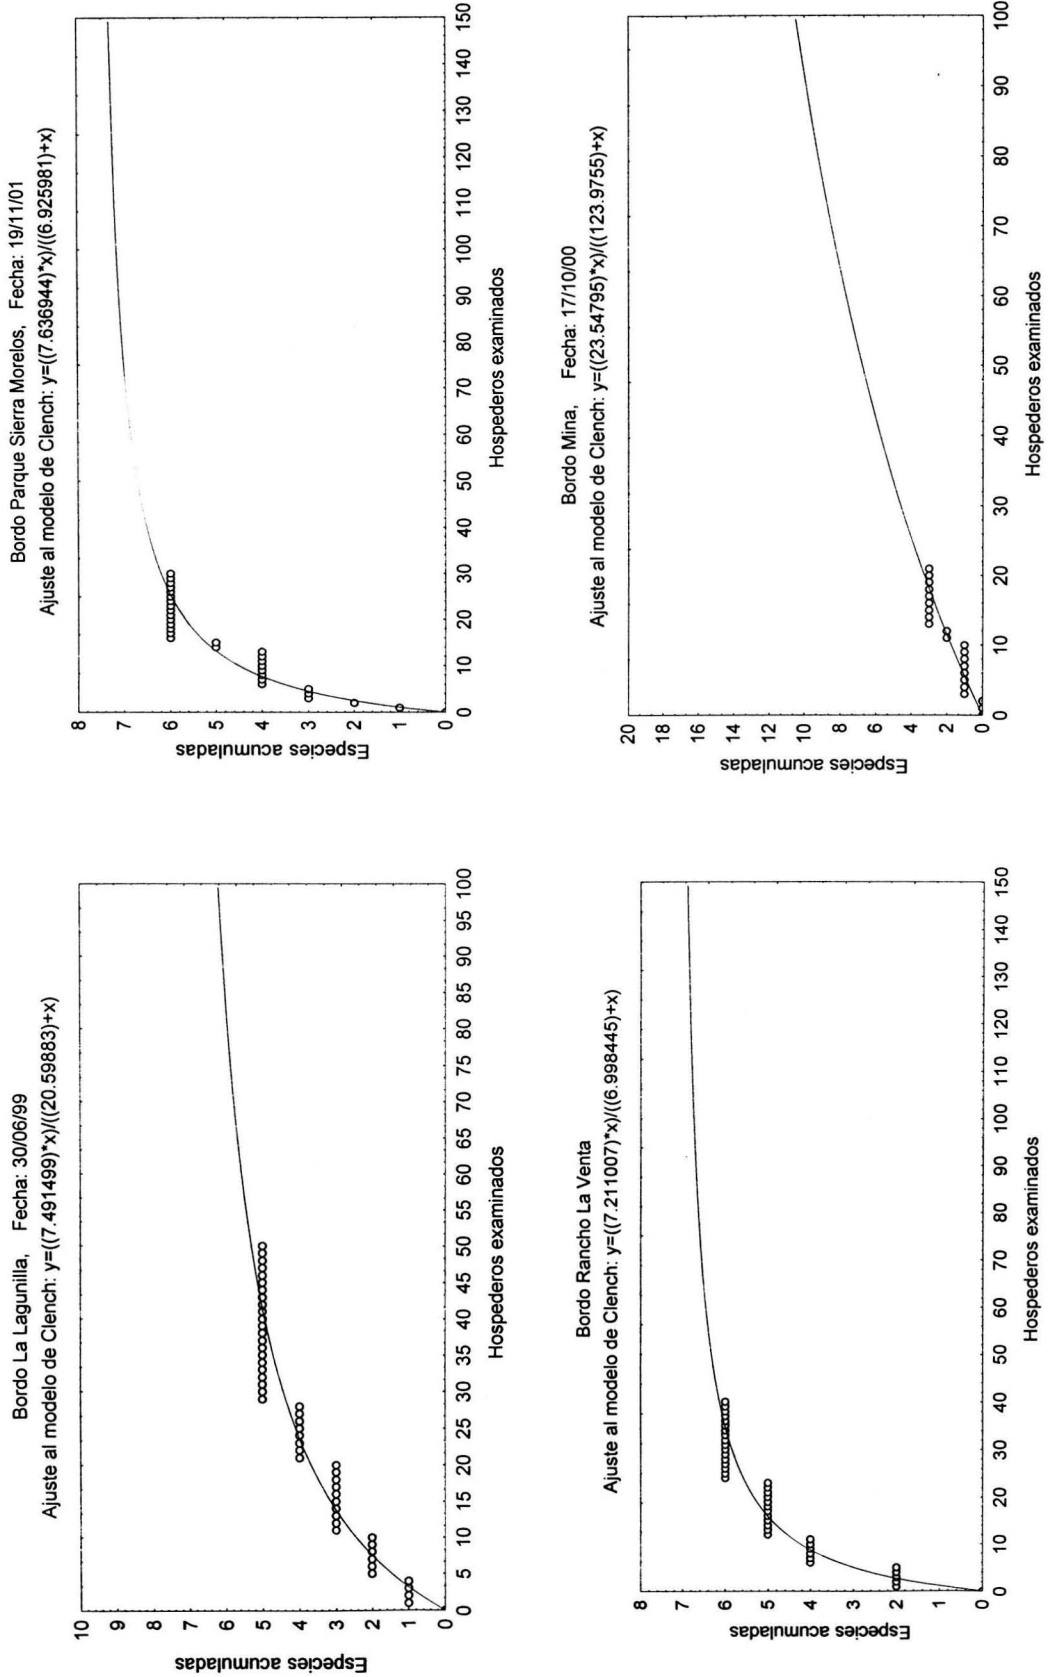 Bordo La Lagunilla, Fecha: 30/06/99
Ajuste al modelo de Clench: y=((7.491499)*x)/((20.59883)+x)
Especies acumuladas
10
9
8
7
6
5
4
3
2
1
0
0 5 10 15 20 25 30 35 40 45 50 55 60 65 70 75 80 85 90 95 100
Hospederos examinados
Bordo Parque Sierra Morelos, Fecha: 19/11/01
Ajuste al modelo de Clench: y=((7.636944)*x)/((6.925981)+x)
Especies acumuladas
8
7
6
5
4
3
2
1
0
0 10 20 30 40 50 60 70 80 90 100 110 120 130 140 150
Hospederos examinados
Bordo Rancho La Venta
Ajuste al modelo de Clench: y=((7.211007)*x)/((6.998445)+x)
Especies acumuladas
8
7
6
5
4
3
2
1
0
0 10 20 30 40 50 60 70 80 90 100 110 120 130 140 150
Hospederos examinados
Bordo Mina, Fecha: 17/10/00
Ajuste al modelo de Clench: y=((23.54795)*x)/((123.9755)+x)
Especies acumuladas
20
18
16
14
12
10
8
6
4
2
0
0 10 20 30 40 50 60 70 80 90 100
Hospederos examinados